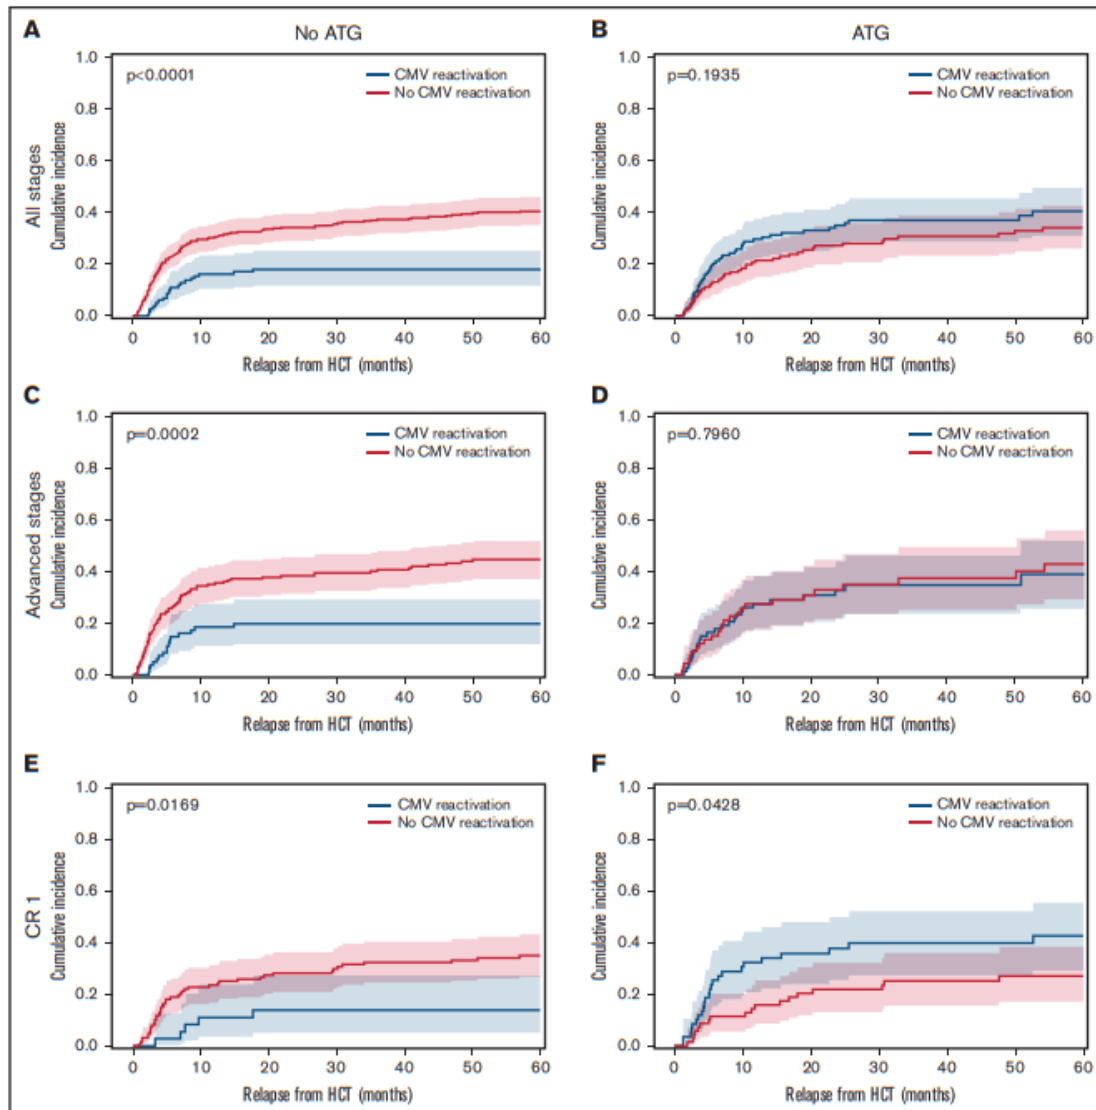 A
No ATG
B
ATG
All stages
Cumulative incidence
1.0
0.8
0.6
0.4
0.2
0.0
p<0.0001
CMV reactivation
No CMV reactivation
0 10 20 30 40 50 60
Relapse from HCT (months)
Cumulative incidence
1.0
0.8
0.6
0.4
0.2
0.0
p=0.1935
CMV reactivation
No CMV reactivation
0 10 20 30 40 50 60
Relapse from HCT (months)
C
D
Advanced stages
Cumulative incidence
1.0
0.8
0.6
0.4
0.2
0.0
p=0.0002
CMV reactivation
No CMV reactivation
0 10 20 30 40 50 60
Relapse from HCT (months)
Cumulative incidence
1.0
0.8
0.6
0.4
0.2
0.0
p=0.7960
CMV reactivation
No CMV reactivation
0 10 20 30 40 50 60
Relapse from HCT (months)
E
F
CR 1
Cumulative incidence
1.0
0.8
0.6
0.4
0.2
0.0
p=0.0169
CMV reactivation
No CMV reactivation
0 10 20 30 40 50 60
Relapse from HCT (months)
Cumulative incidence
1.0
0.8
0.6
0.4
0.2
0.0
p=0.0428
CMV reactivation
No CMV reactivation
0 10 20 30 40 50 60
Relapse from HCT (months)